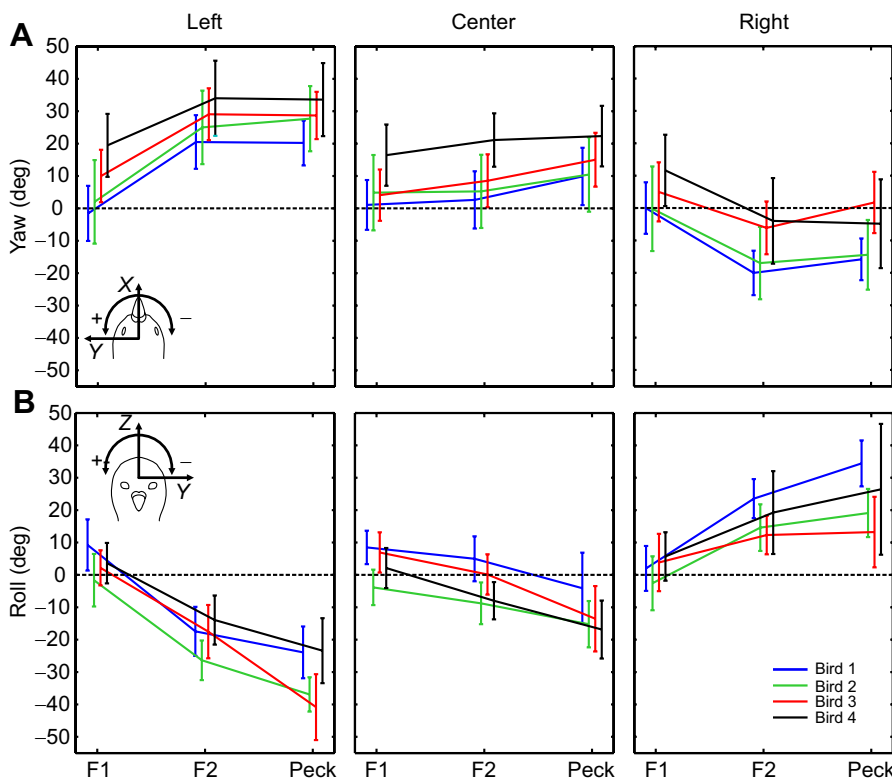 Left Center Right
A
50
40
30
20
10
0
–10
–20
–30
–40
–50
Yaw (deg)
X
+ –
Y
B
50
40
30
20
10
0
–10
–20
–30
–40
–50
Roll (deg)
Z
+ –
Y
Bird 1
Bird 2
Bird 3
Bird 4
F1 F2 Peck F1 F2 Peck F1 F2 Peck